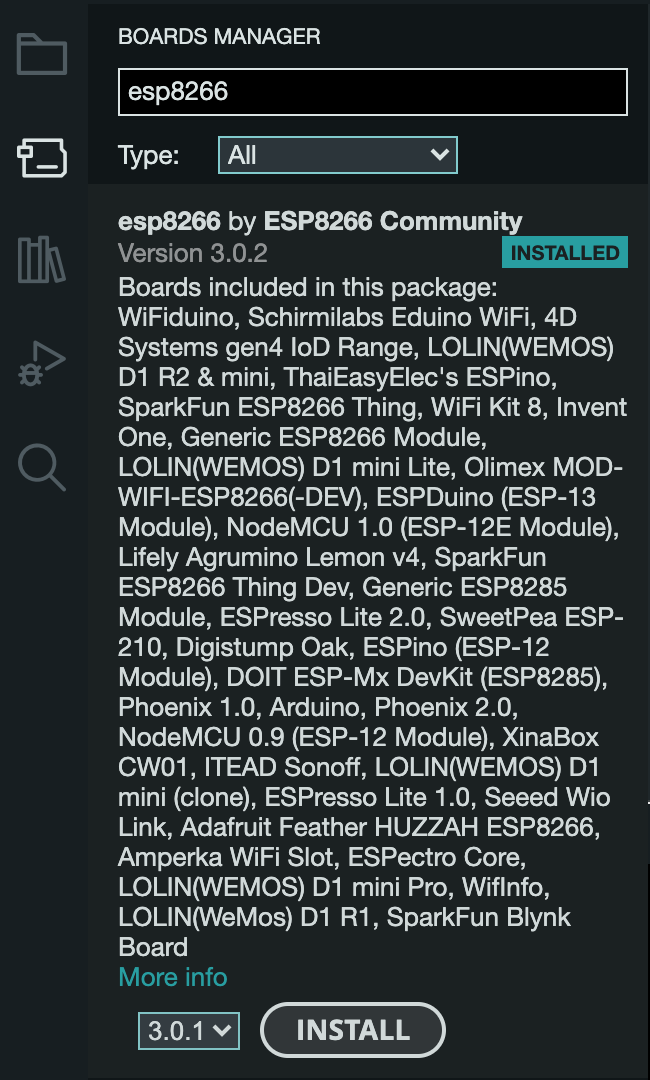 BOARDS MANAGER
esp8266
Type: All
esp8266 by ESP8266 Community
Version 3.0.2 INSTALLED
Boards included in this package:
WiFiduino, Schirmilabs Eduino WiFi, 4D
Systems gen4 IoD Range, LOLIN(WEMOS)
D1 R2 & mini, ThaiEasyElec's ESPino,
SparkFun ESP8266 Thing, WiFi Kit 8, Invent
One, Generic ESP8266 Module,
LOLIN(WEMOS) D1 mini Lite, Olimex MOD-
WIFI-ESP8266(-DEV), ESPDuino (ESP-13
Module), NodeMCU 1.0 (ESP-12E Module),
Lifely Agrumino Lemon v4, SparkFun
ESP8266 Thing Dev, Generic ESP8285
Module, ESPresso Lite 2.0, SweetPea ESP-
210, Digistump Oak, ESPino (ESP-12
Module), DOIT ESP-Mx DevKit (ESP8285),
Phoenix 1.0, Arduino, Phoenix 2.0,
NodeMCU 0.9 (ESP-12 Module), XinaBox
CW01, ITEAD Sonoff, LOLIN(WEMOS) D1
mini (clone), ESPresso Lite 1.0, Seeed Wio
Link, Adafruit Feather HUZZAH ESP8266,
Amperka WiFi Slot, ESPectro Core,
LOLIN(WEMOS) D1 mini Pro, WifInfo,
LOLIN(WeMos) D1 R1, SparkFun Blynk
Board
More info
3.0.1 INSTALL